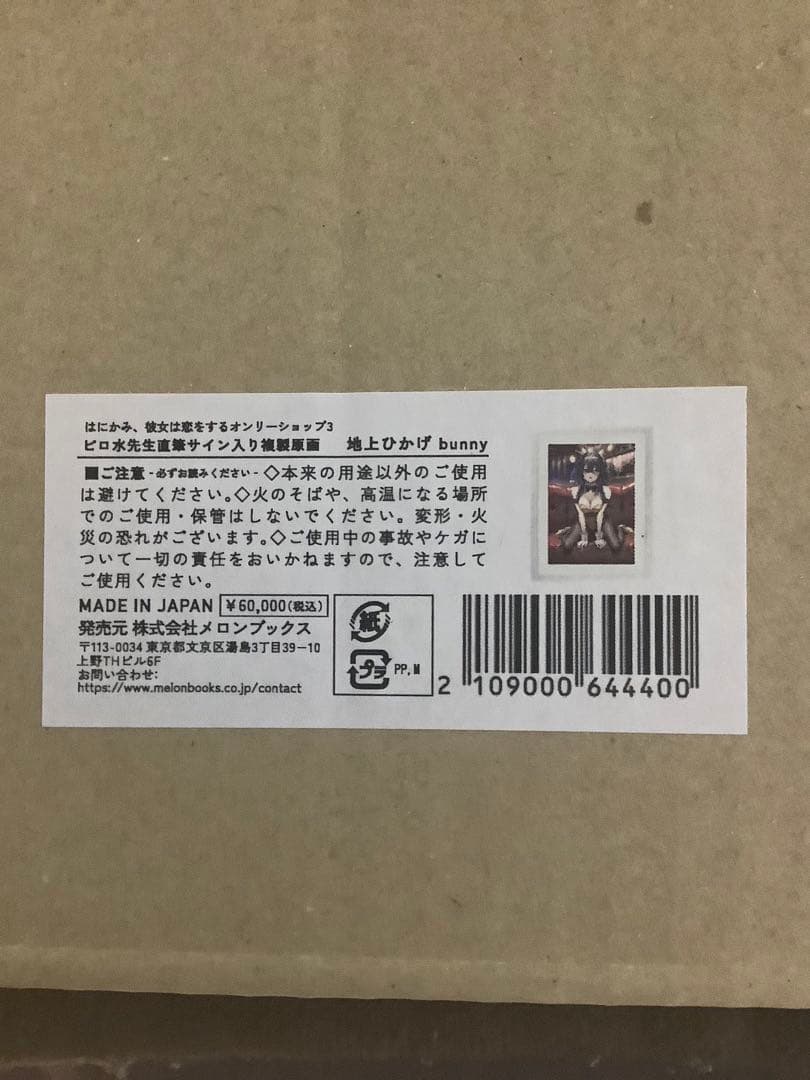 はにかみ、彼女は恋をするオンリーショップ3
ピロ水先生直筆サイン入り複製原画 地上ひかげ bunny
■ご注意 -必ずお読みください- ◇本来の用途以外のご使用
は避けてください。◇火のそばや、高温になる場所
でのご使用・保管はしないでください。変形・火
災の恐れがございます。◇ご使用中の事故やケガに
ついて一切の責任をおいかねますので、注意して
ご使用ください。
MADE IN JAPAN ¥60,000(税込)
発売元 株式会社メロンブックス
〒113-0034 東京都文京区湯島3丁目39-10
上野THビル6F
お問い合わせ:
https://www.melonbooks.co.jp/contact
紙
プラ PP,M
2 109000 644400